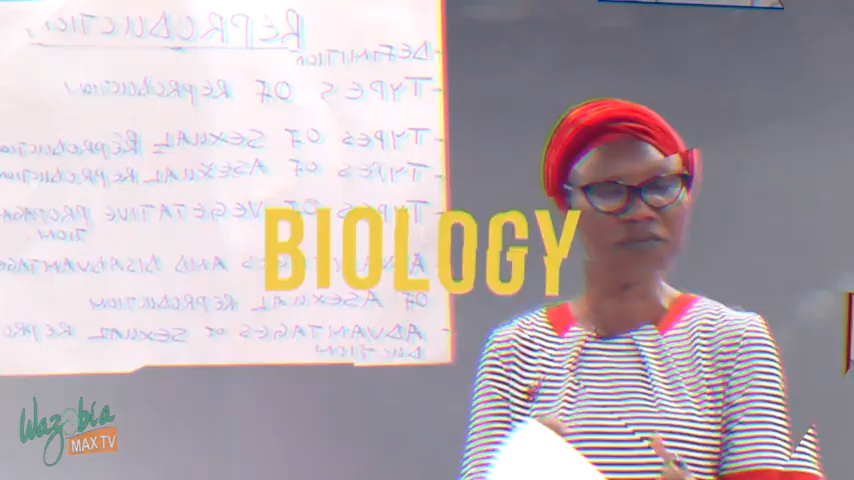 REPRODUCTION
- DEFINITION
- TYPES OF REPRODUCTION
- TYPES OF SEXUAL REPRODUCTION
- TYPES OF ASEXUAL REPRODUCTION
- TYPES OF VEGETATIVE PROPAGA-
TION.
AND DISADVANTAGE
OF ASEXUAL REPRODUCTION
- ADVANTAGES OF SEXUAL REPRO
DUCTION
BIOLOGY
Wazobia
MAX TV